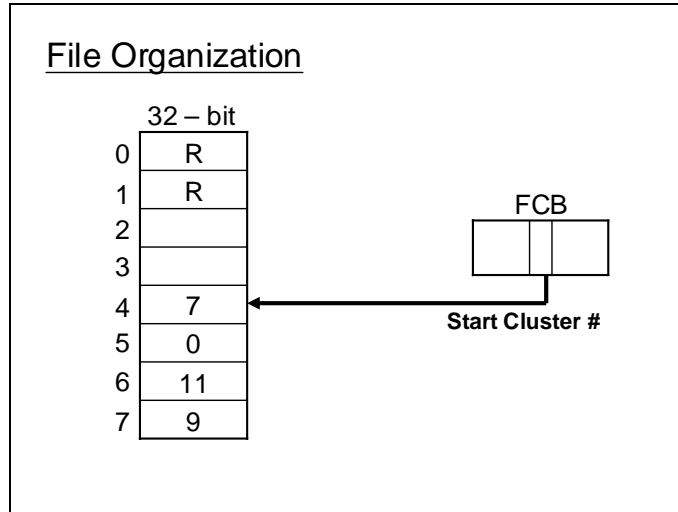 File Organization
32 – bit
0 R
1 R
FCB
2
3
4 7
Start Cluster #
5 0
6 11
7 9